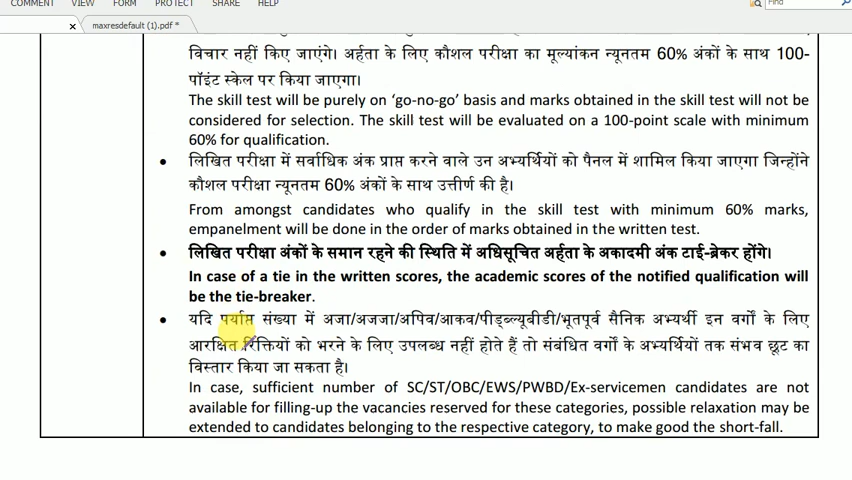 COMMENT VIEW FORM PROTECT SHARE HELP Find
x maxresdefault (1).pdf * x
विचार नहीं किए जाएंगे। अर्हता के लिए कौशल परीक्षा का मूल्यांकन न्यूनतम 60% अंकों के साथ 100-
पॉइंट स्केल पर किया जाएगा।
The skill test will be purely on ‘go-no-go’ basis and marks obtained in the skill test will not be
considered for selection. The skill test will be evaluated on a 100-point scale with minimum
60% for qualification.
• लिखित परीक्षा में सर्वाधिक अंक प्राप्त करने वाले उन अभ्यर्थियों को पैनल में शामिल किया जाएगा जिन्होंने
कौशल परीक्षा न्यूनतम 60% अंकों के साथ उत्तीर्ण की है।
From amongst candidates who qualify in the skill test with minimum 60% marks,
empanelment will be done in the order of marks obtained in the written test.
• लिखित परीक्षा अंकों के समान रहने की स्थिति में अधिसूचित अर्हता के अकादमी अंक टाई-ब्रेकर होंगे।
In case of a tie in the written scores, the academic scores of the notified qualification will
be the tie-breaker.
• यदि पर्याप्त संख्या में अजा/अजजा/अपिव/आकव/पीड्ब्ल्यूबीडी/भूतपूर्व सैनिक अभ्यर्थी इन वर्गों के लिए
आरक्षित रिक्तियों को भरने के लिए उपलब्ध नहीं होते हैं तो संबंधित वर्गों के अभ्यर्थियों तक संभव छूट का
विस्तार किया जा सकता है।
In case, sufficient number of SC/ST/OBC/EWS/PWBD/Ex-servicemen candidates are not
available for filling-up the vacancies reserved for these categories, possible relaxation may be
extended to candidates belonging to the respective category, to make good the short-fall.